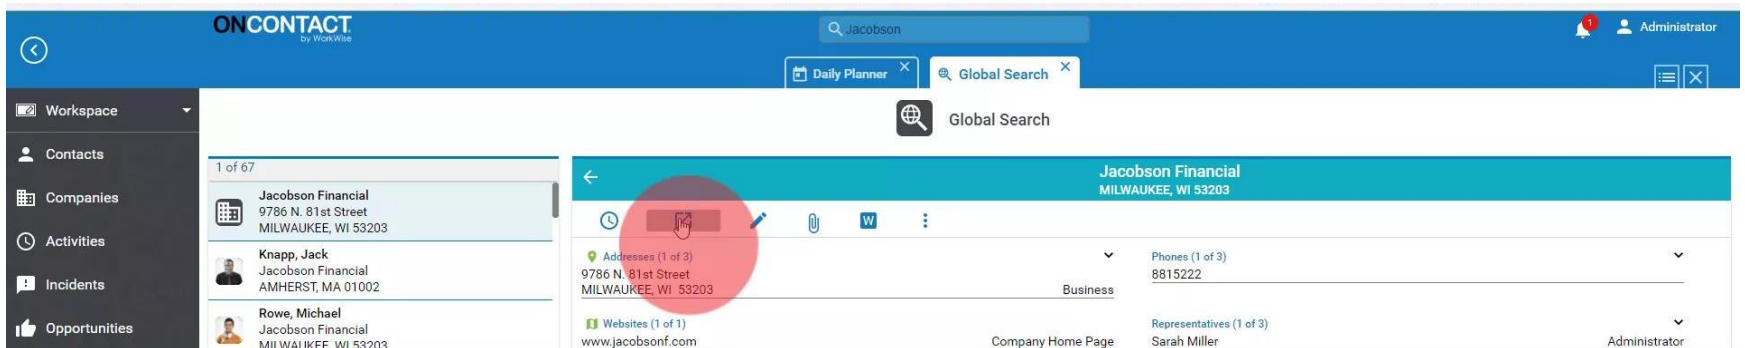 ONCONTACT
by WorkWise
Jacobson
1
Administrator
Daily Planner
Global Search
Workspace
Global Search
Contacts
1 of 67
Jacobson Financial
MILWAUKEE, WI 53203
Companies
Jacobson Financial
9786 N. 81st Street
MILWAUKEE, WI 53203
W
Activities
Knapp, Jack
Jacobson Financial
AMHERST, MA 01002
Addresses (1 of 3)
9786 N. 81st Street
MILWAUKEE, WI 53203
Business
Phones (1 of 3)
8815222
Incidents
Opportunities
Rowe, Michael
Jacobson Financial
MILWAUKEE, WI 53203
Websites (1 of 1)
www.jacobsonf.com
Company Home Page
Representatives (1 of 3)
Sarah Miller
Administrator